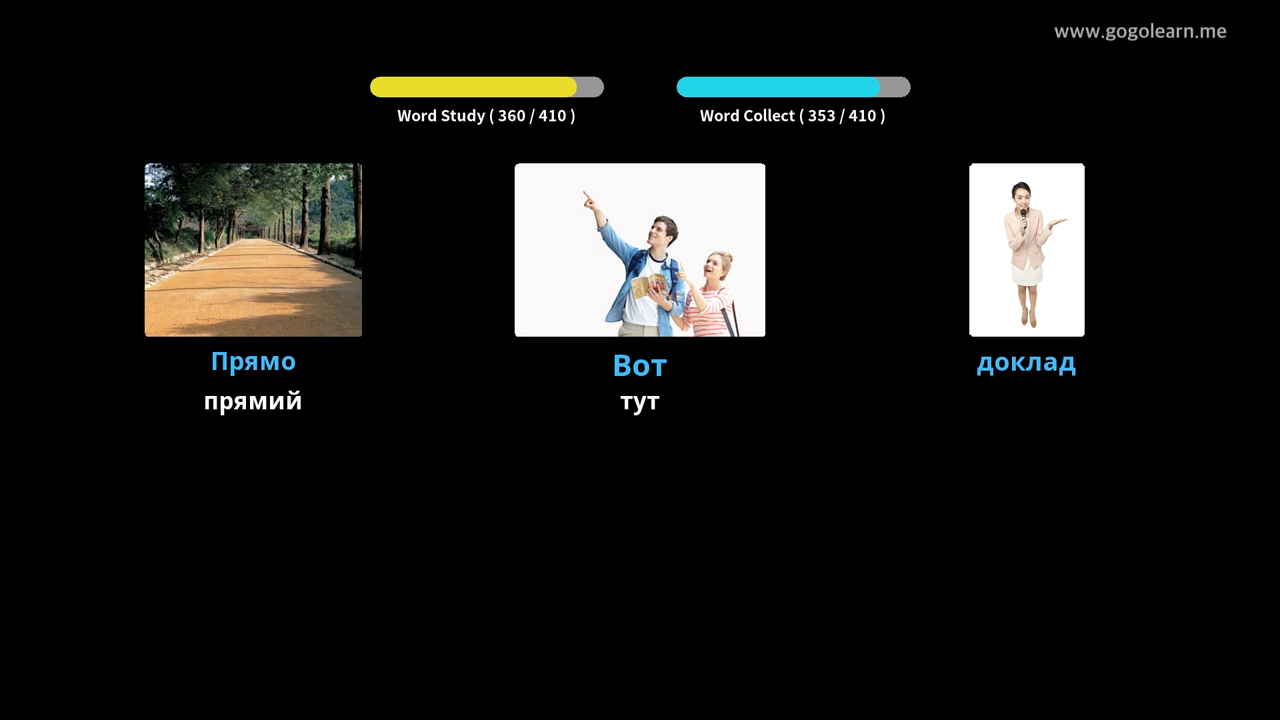 www.gogolearn.me
Word Study ( 360 / 410 )
Word Collect ( 353 / 410 )
Прямо
прямий
Вот
тут
доклад